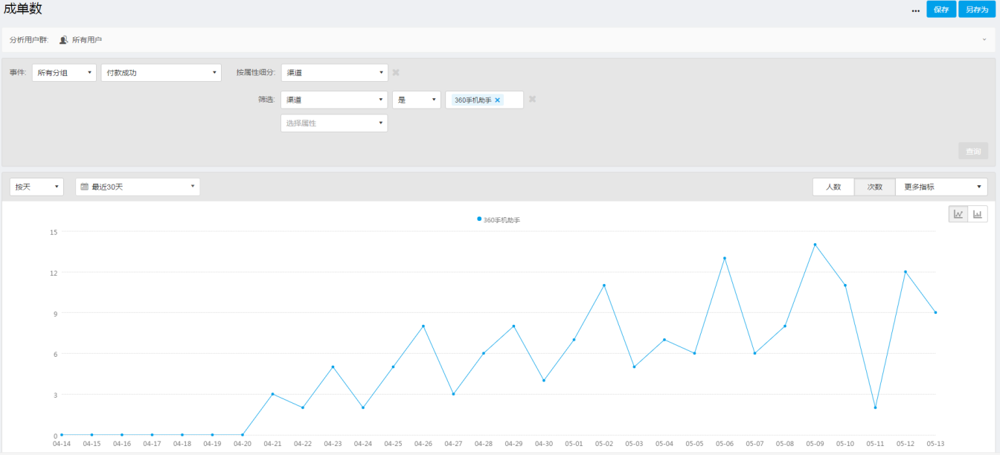 成单数
... 保存 另存为
分析用户群: 所有用户
事件: 所有分组 付款成功 按属性细分: 渠道
筛选: 渠道 是 360手机助手 ×
选择属性
查询
按天 最近30天 人数 次数 更多指标
360手机助手
15
12
9
6
3
0
04-14 04-15 04-16 04-17 04-18 04-19 04-20 04-21 04-22 04-23 04-24 04-25 04-26 04-27 04-28 04-29 04-30 05-01 05-02 05-03 05-04 05-05 05-06 05-07 05-08 05-09 05-10 05-11 05-12 05-13